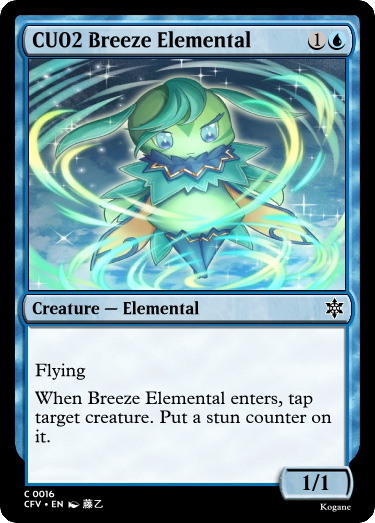 CU02 Breeze Elemental 1
Creature — Elemental
Flying
When Breeze Elemental enters, tap
target creature. Put a stun counter on
it.
1/1
C 0016
CFV • EN 藤乙
Kogane